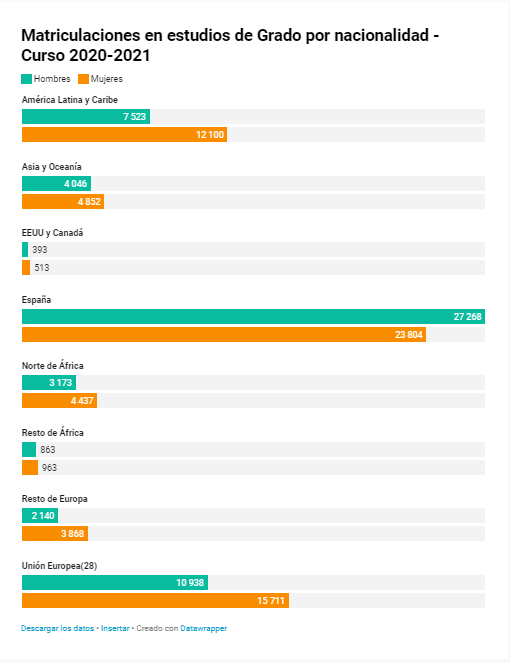 Matriculaciones en estudios de Grado por nacionalidad -
Curso 2020-2021
Hombres Mujeres
América Latina y Caribe
7 523
12 100
Asia y Oceanía
4 046
4 852
EEUU y Canadá
393
513
España
27 268
23 804
Norte de África
3 173
4 437
Resto de África
863
963
Resto de Europa
2 140
3 868
Unión Europea(28)
10 938
15 711
Descargar los datos • Insertar • Creado con Datawrapper